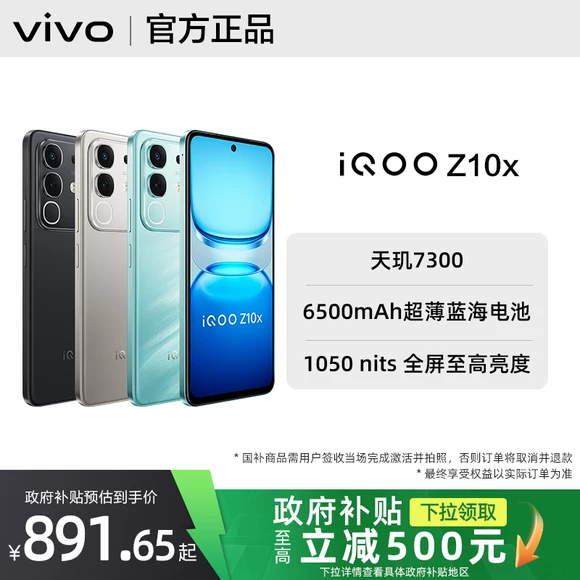 vivo 官方正品
iQOO Z10x
天玑7300
6500mAh超薄蓝海电池
1050 nits 全屏至高亮度
iQOO Z10x
* 国补商品需用户签收当场完成激活并拍照，否则订单将取消并退款
* 最终享受权益以实际订单为准
政府补贴预估到手价
¥891.65起
政府补贴 下拉领取
至高立减500元
下拉详情查看具体政府补贴地区